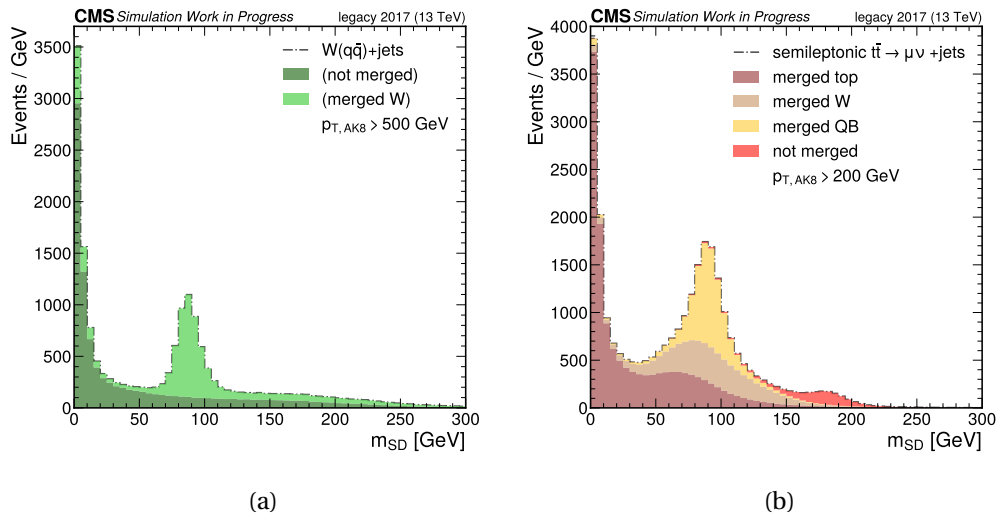 CMS Simulation Work in Progress legacy 2017 (13 TeV)
W(qq̄)+jets
(not merged)
(merged W)
p_T, AK8 > 500 GeV
Events / GeV
3500
3000
2500
2000
1500
1000
500
0
0 50 100 150 200 250 300
m_SD [GeV]
(a)
CMS Simulation Work in Progress legacy 2017 (13 TeV)
semileptonic tt̄ → μν +jets
merged top
merged W
merged QB
not merged
p_T, AK8 > 200 GeV
Events / GeV
4000
3500
3000
2500
2000
1500
1000
500
0
0 50 100 150 200 250 300
m_SD [GeV]
(b)